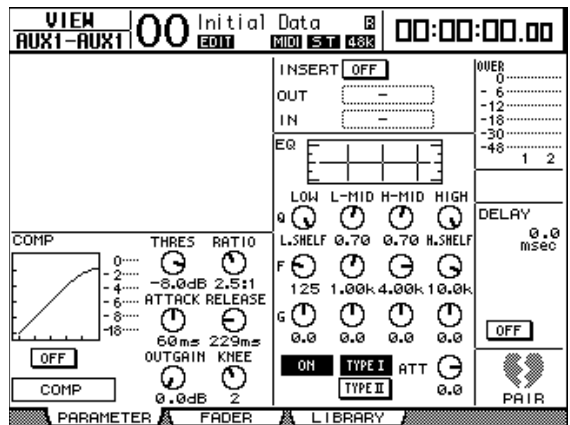 VIEW
AUX1-AUX1
00 Initial Data R
EDIT MIDI ST 48K
00:00:00.00
INSERT OFF
OUT -
IN -
OVER
0
-6
-12
-18
-30
-48
1 2
EQ
LOW L-MID H-MID HIGH
Q
L.SHELF 0.70 0.70 H.SHELF
F
125 1.00k 4.00k 10.0k
G
0.0 0.0 0.0 0.0
ON TYPE I ATT
TYPE II 0.0
DELAY
0.0
msec
OFF
PAIR
COMP
THRES RATIO
0
-2
-4
-6
-8
-18
-8.0dB 2.5:1
ATTACK RELEASE
60ms 229ms
OUTGAIN KNEE
0.0dB 2
OFF
COMP
PARAMETER FADER LIBRARY